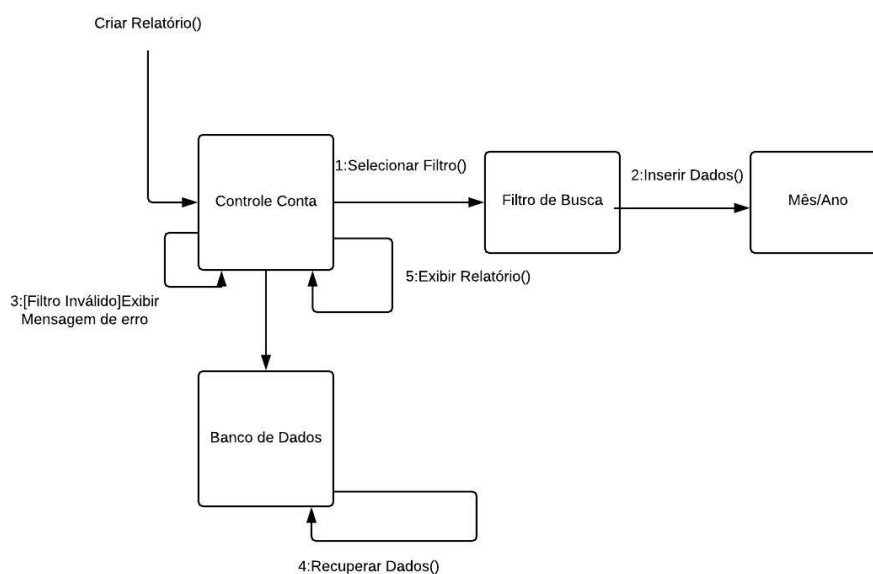 Criar Relatório()
1:Selecionar Filtro()
Controle Conta
Filtro de Busca
2:Inserir Dados()
Mês/Ano
3:[Filtro Inválido]Exibir
Mensagem de erro
5:Exibir Relatório()
Banco de Dados
4:Recuperar Dados()